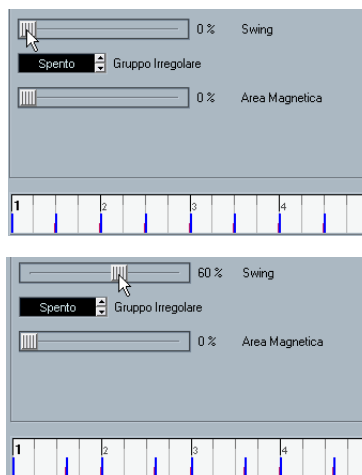 0 % Swing
Spento Gruppo Irregolare
0 % Area Magnetica
1 2 3 4
60 % Swing
Spento Gruppo Irregolare
0 % Area Magnetica
1 2 3 4